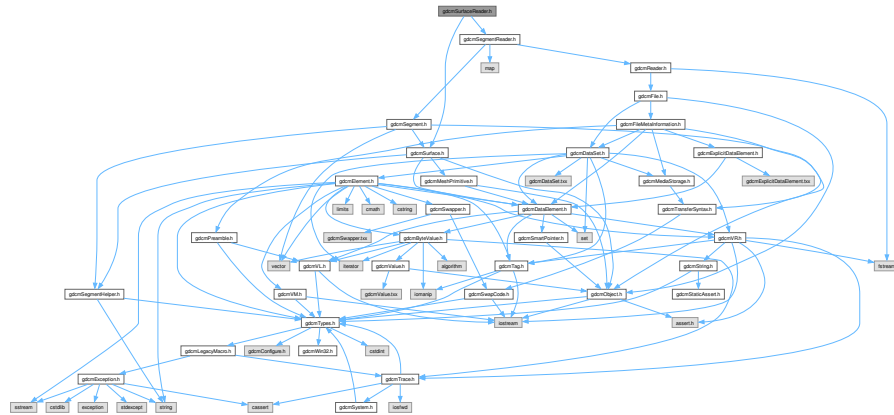 gdcmSurfaceReader.h
gdcmSegmentReader.h
map
gdcmReader.h
gdcmFile.h
gdcmSegment.h
gdcmFileMetaInformation.h
gdcmSurface.h
gdcmDataSet.h
gdcmExplicitDataElement.h
gdcmElement.h
gdcmMeshPrimitive.h
gdcmDataSet.txx
gdcmMediaStorage.h
gdcmExplicitDataElement.txx
limits
cmath
cstring
gdcmSwapper.h
gdcmDataElement.h
gdcmTransferSyntax.h
gdcmPreamble.h
gdcmSwapper.txx
gdcmByteValue.h
gdcmSmartPointer.h
set
gdcmVR.h
vector
gdcmVL.h
iterator
gdcmValue.h
algorithm
gdcmTag.h
gdcmString.h
fstream
gdcmSegmentHelper.h
gdcmVM.h
gdcmValue.txx
iomanip
gdcmSwapCode.h
gdcmObject.h
gdcmStaticAssert.h
gdcmTypes.h
iostream
assert.h
gdcmLegacyMacro.h
gdcmConfigure.h
gdcmWin32.h
cstdint
gdcmException.h
gdcmTrace.h
sstream
cstdlib
exception
stdexcept
string
cassert
gdcmSystem.h
iosfwd